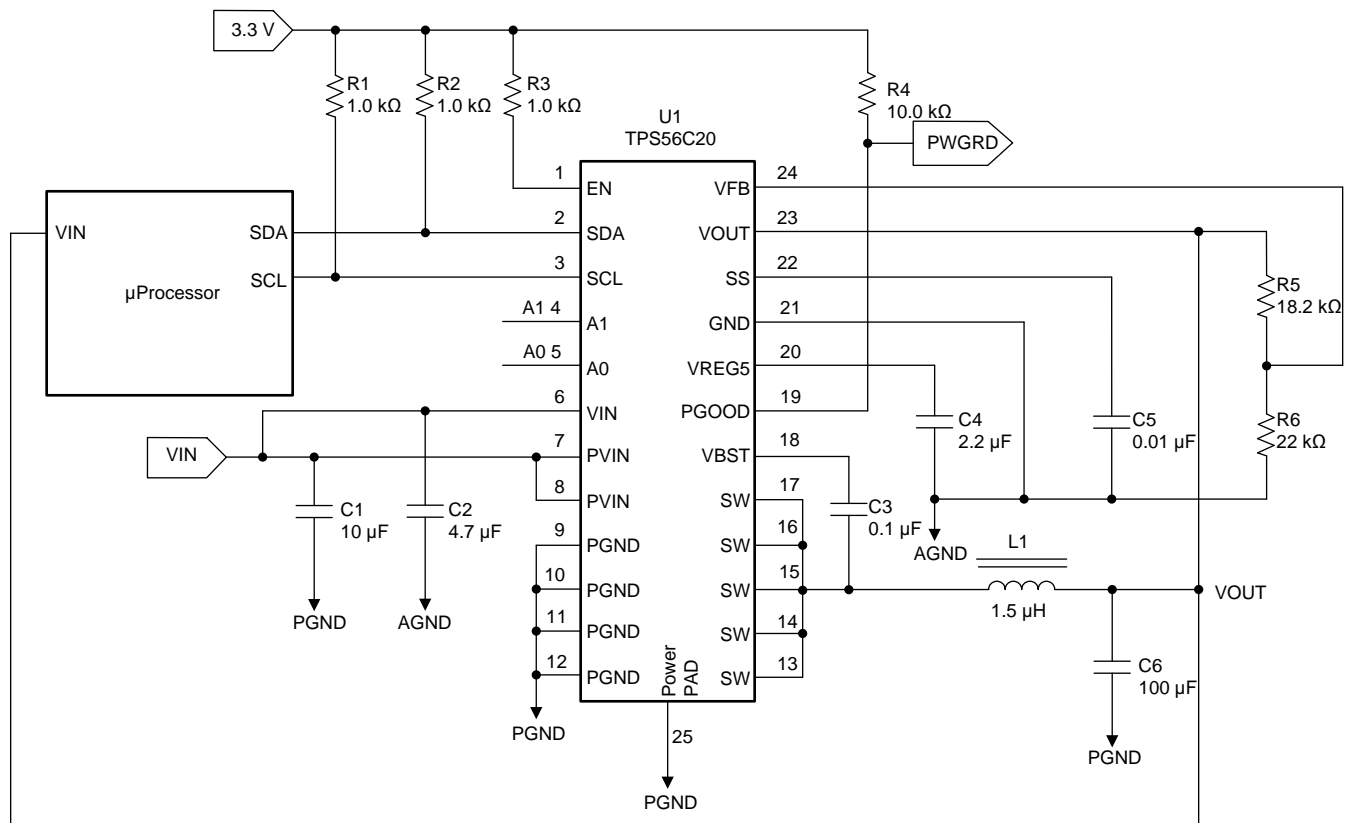 3.3 V
R1
1.0 kΩ
R2
1.0 kΩ
R3
1.0 kΩ
R4
10.0 kΩ
PWGRD
U1
TPS56C20
µProcessor
VIN
SDA
SCL
1
EN
2
SDA
3
SCL
A1 4
A1
A0 5
A0
6
VIN
7
PVIN
8
PVIN
9
PGND
10
PGND
11
PGND
12
PGND
Power
PAD
25
PGND
PGND
VFB
24
VOUT
23
SS
22
GND
21
VREG5
20
PGOOD
19
VBST
18
SW
17
SW
16
SW
15
SW
14
SW
13
VIN
C1
10 µF
PGND
C2
4.7 µF
AGND
C3
0.1 µF
C4
2.2 µF
AGND
C5
0.01 µF
R5
18.2 kΩ
R6
22 kΩ
L1
1.5 µH
VOUT
C6
100 µF
PGND